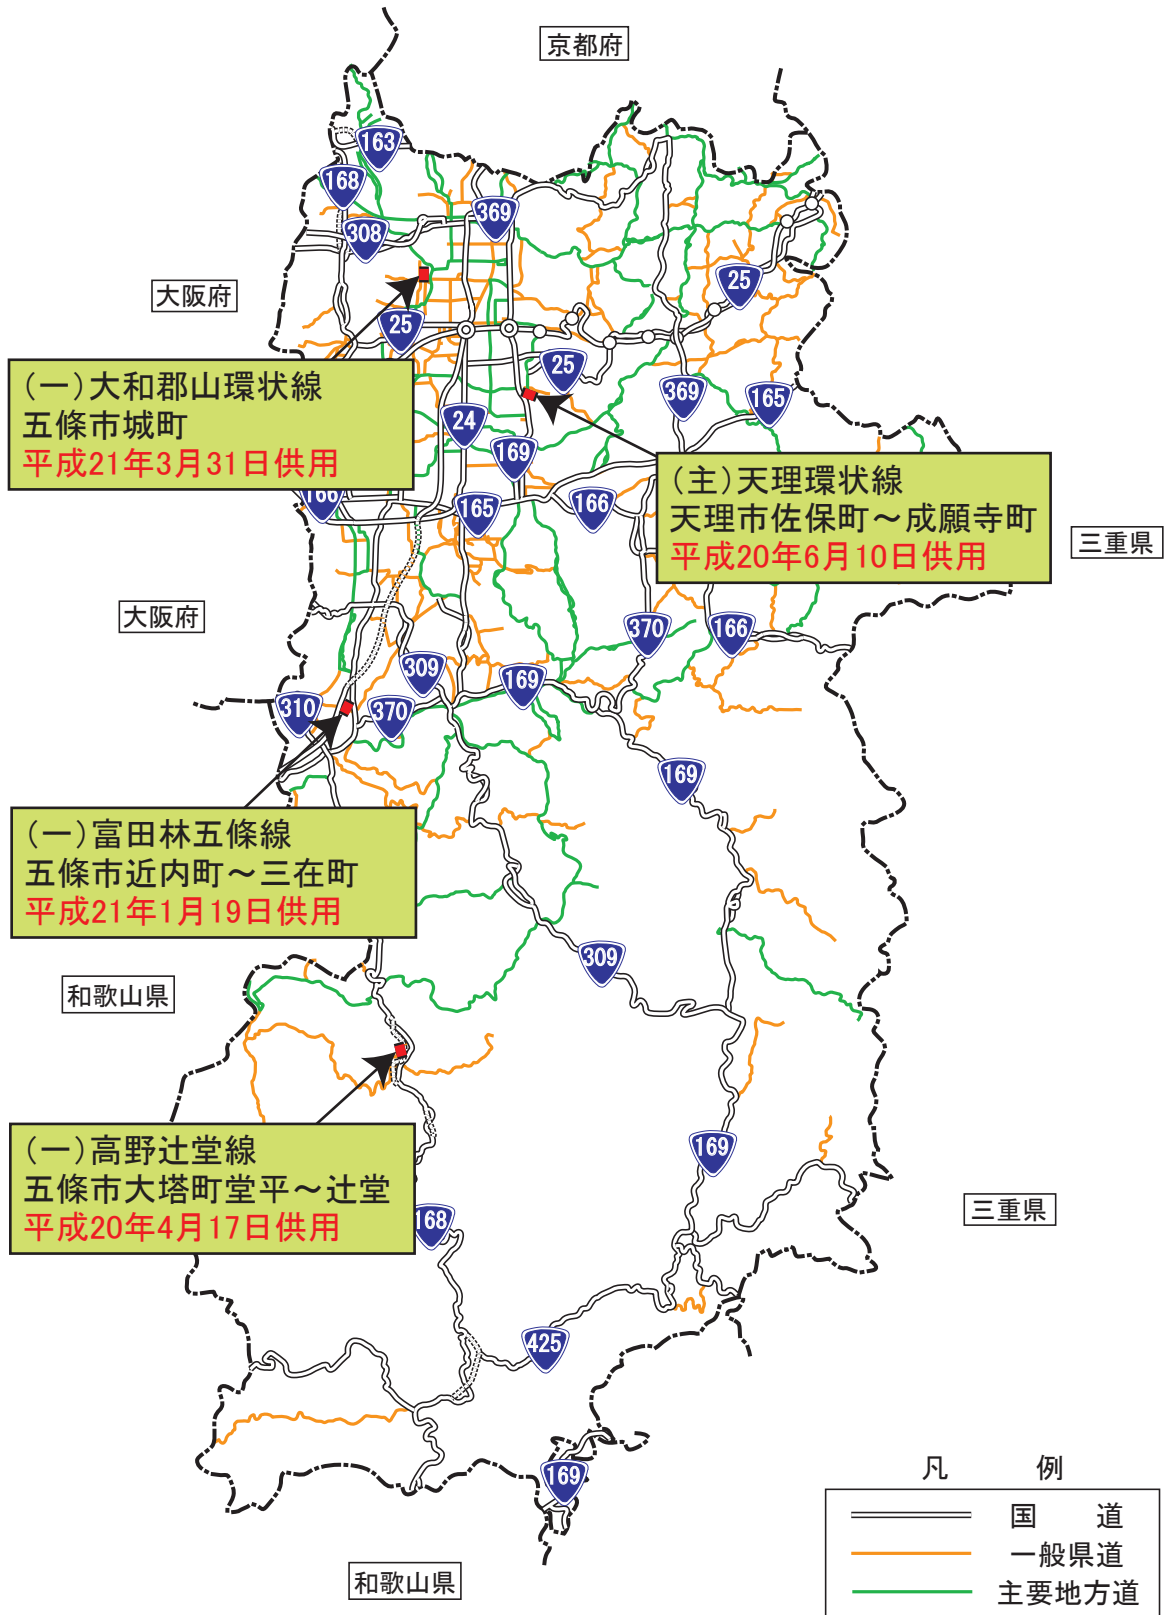 京都府
163
168
369
308
25
大阪府
25
25
369
165
(一)大和郡山環状線
五條市城町
平成21年3月31日供用
24
169
166
165
166
(主)天理環状線
天理市佐保町～成願寺町
平成20年6月10日供用
三重県
大阪府
370
166
309
169
310
370
169
(一)富田林五條線
五條市近内町～三在町
平成21年1月19日供用
309
和歌山県
169
(一)高野辻堂線
五條市大塔町堂平～辻堂
平成20年4月17日供用
168
三重県
425
169
凡 例
国 道
一般県道
主要地方道
和歌山県